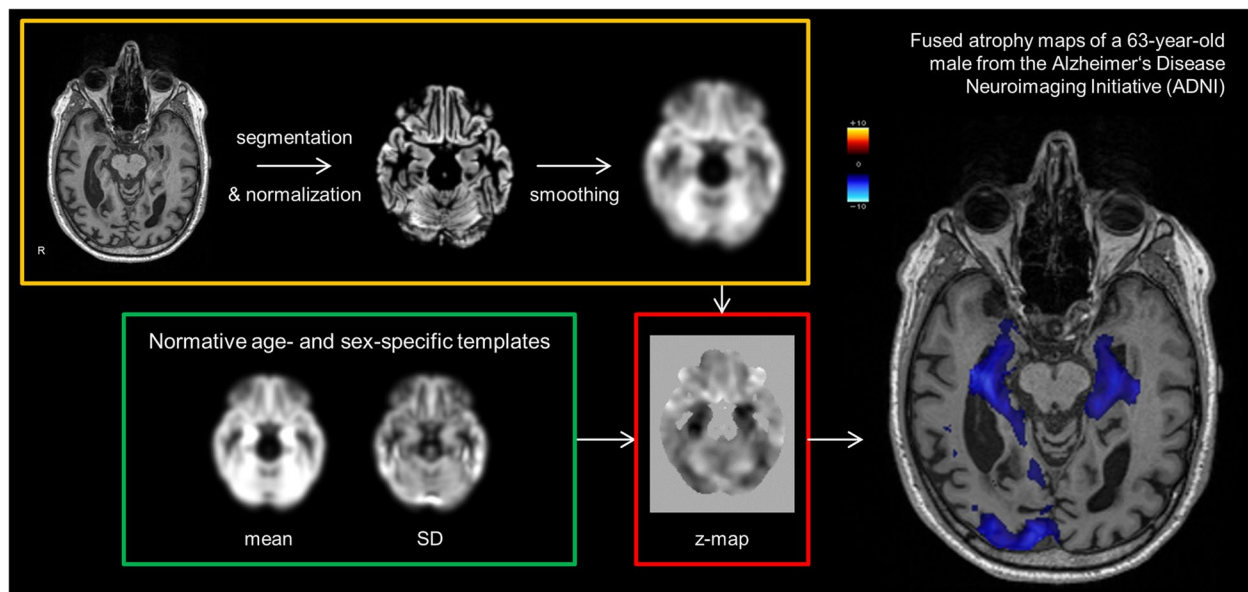 Fused atrophy maps of a 63-year-old
male from the Alzheimer's Disease
Neuroimaging Initiative (ADNI)
segmentation
& normalization
smoothing
R
+10
0
-10
Normative age- and sex-specific templates
mean
SD
z-map